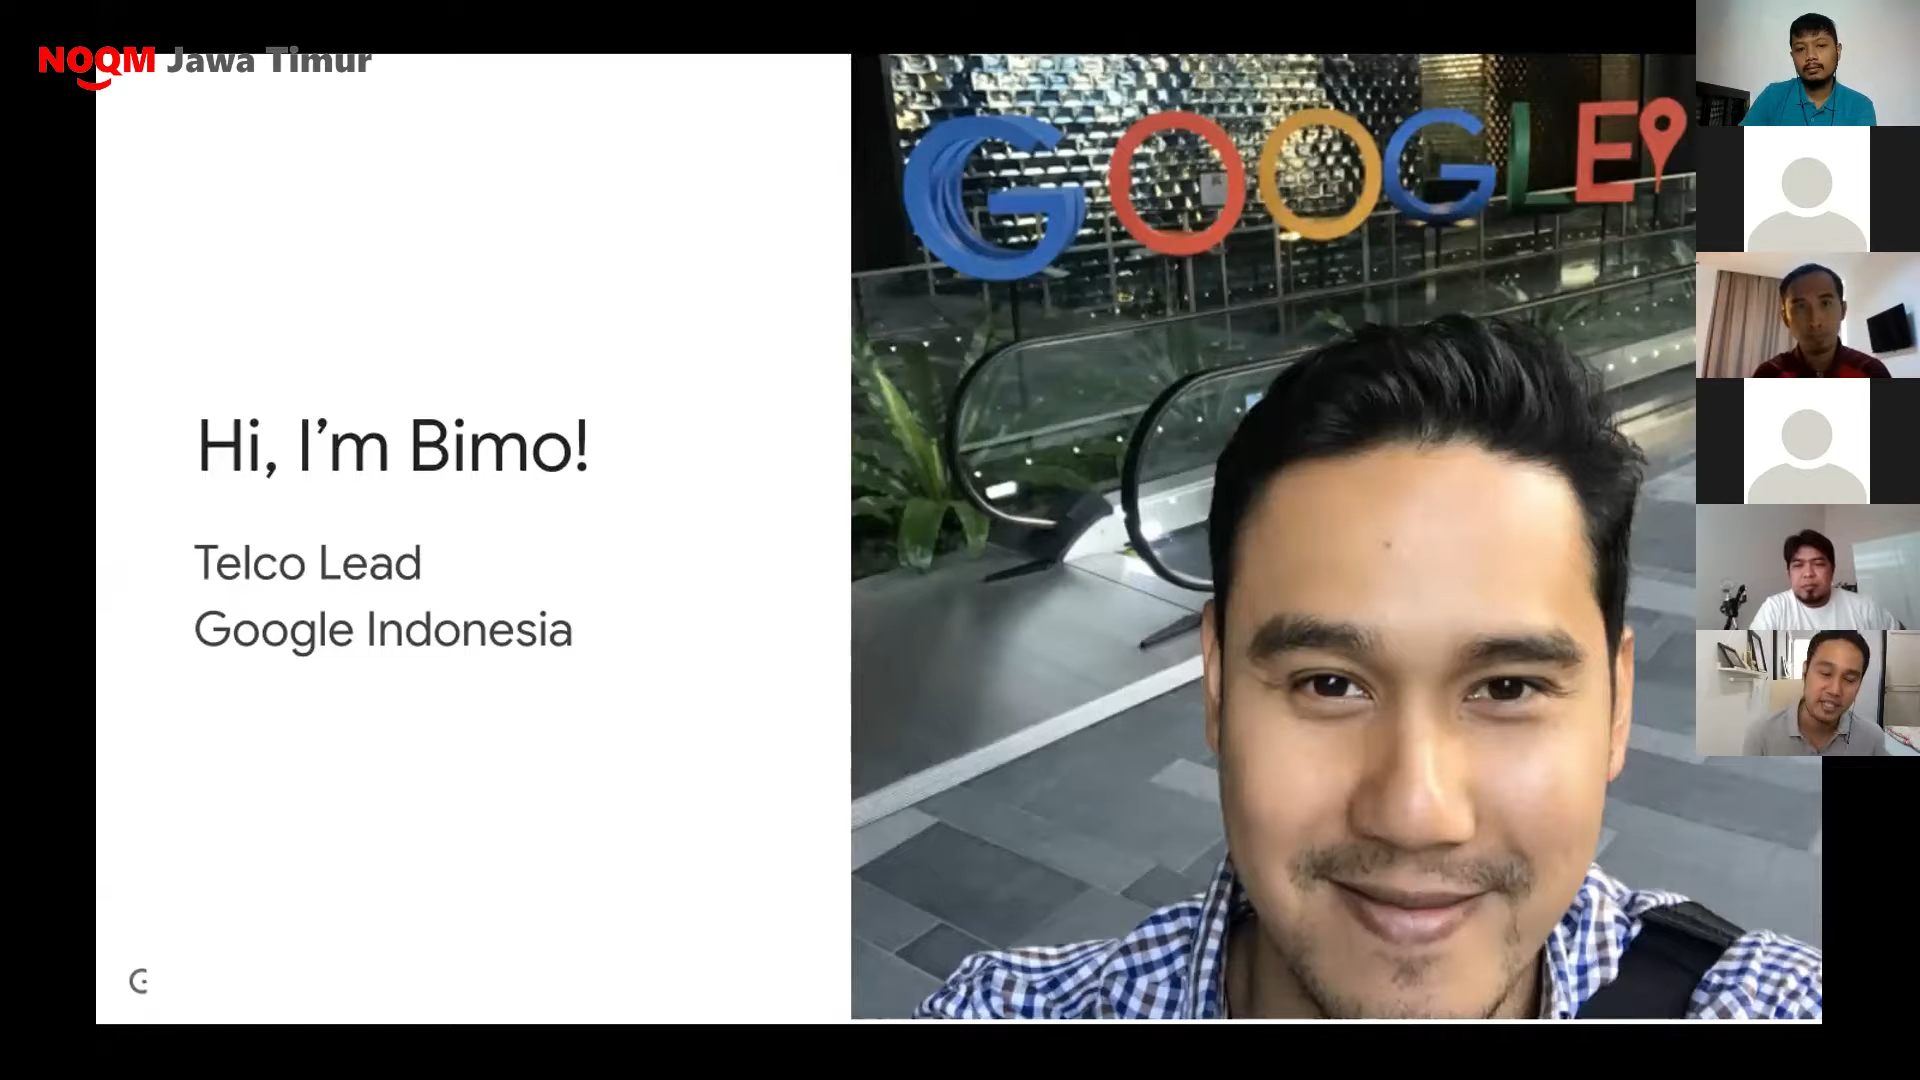 NOQM Jawa Timur
GOOGLE
Hi, I’m Bimo!
Telco Lead
Google Indonesia
G